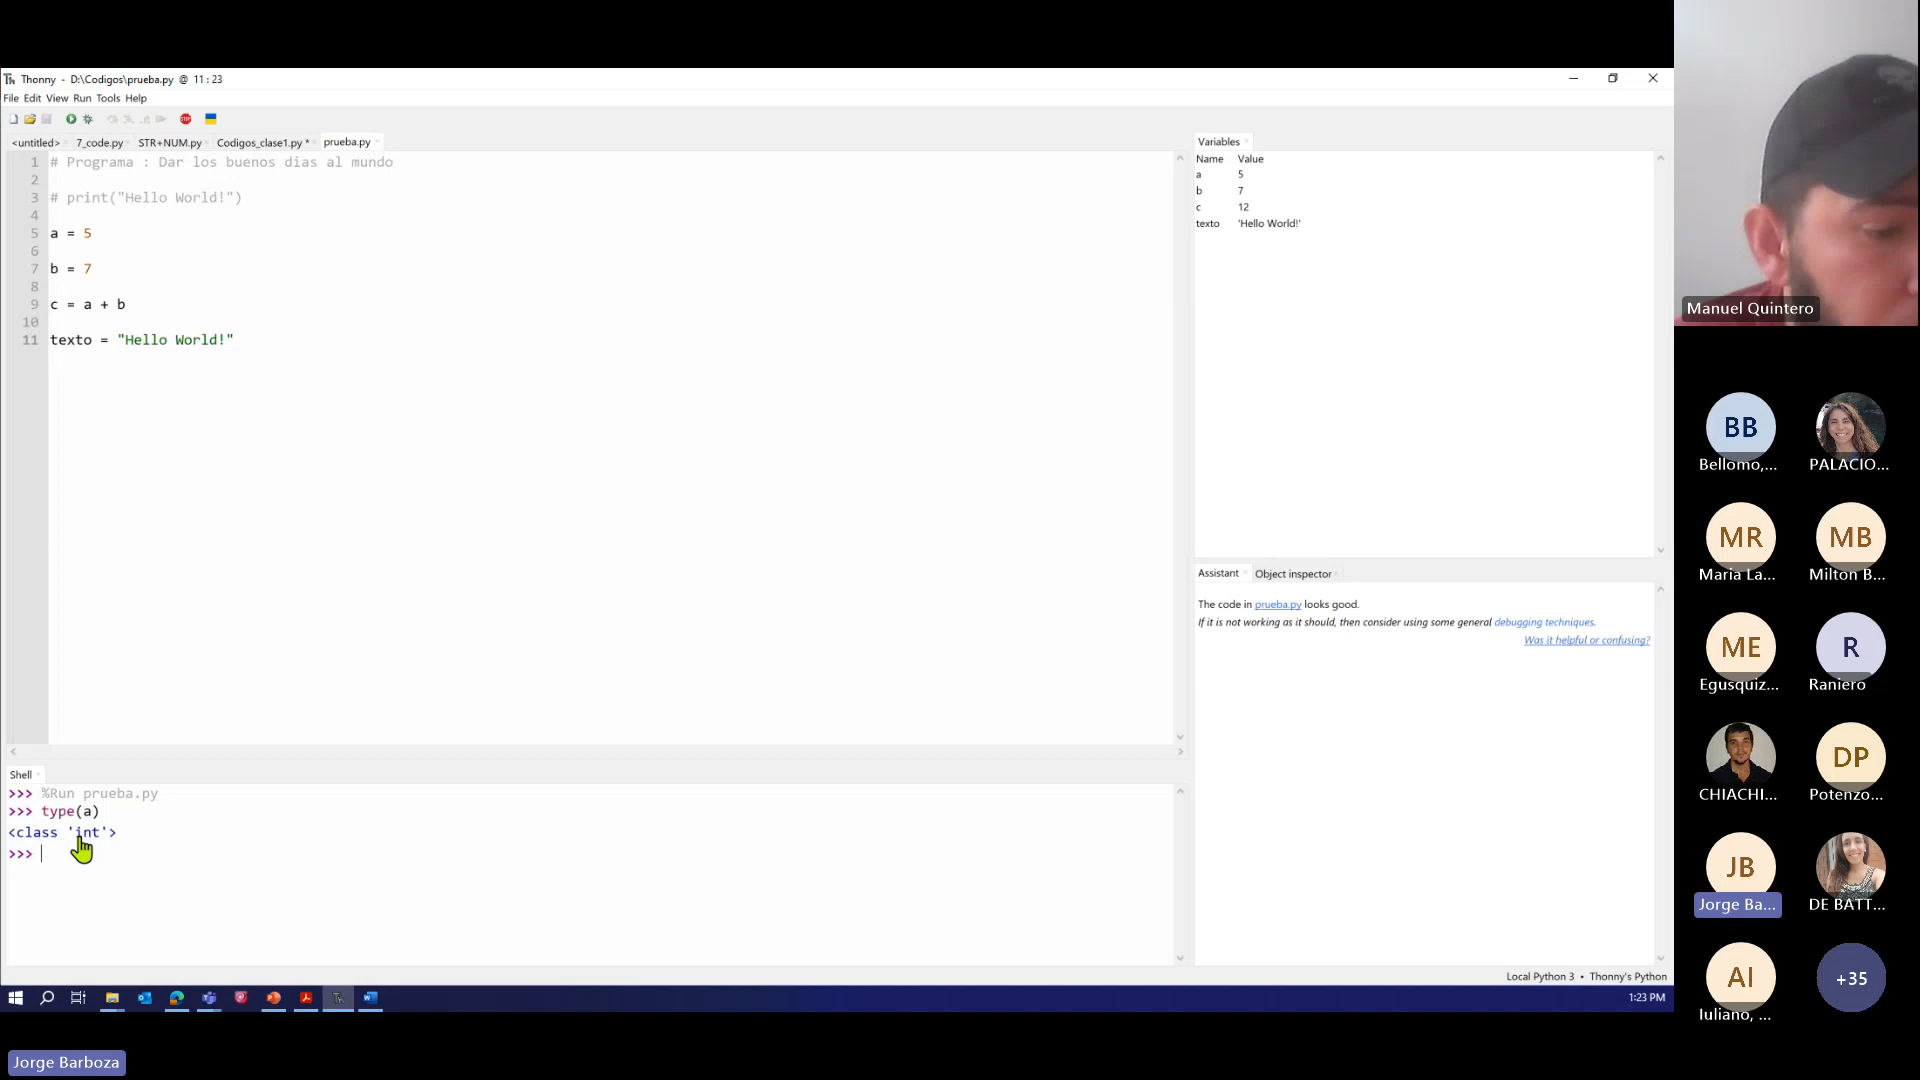 Thonny - D:\Codigos\prueba.py @ 11 : 23
File Edit View Run Tools Help
<untitled> 7_code.py STR+NUM.py Codigos_clase1.py * prueba.py
1 # Programa : Dar los buenos dias al mundo
2
3 # print("Hello World!")
4
5 a = 5
6
7 b = 7
8
9 c = a + b
10
11 texto = "Hello World!"
Shell
>>> %Run prueba.py
>>> type(a)
<class 'int'>
>>>
Variables
Name Value
a 5
b 7
c 12
texto 'Hello World!'
Assistant Object inspector
The code in prueba.py looks good.
If it is not working as it should, then consider using some general debugging techniques.
Was it helpful or confusing?
Local Python 3 • Thonny's Python
1:23 PM
Jorge Barboza
Manuel Quintero
BB
Bellomo,...
PALACIO...
MR
Maria La...
MB
Milton B...
ME
Egusquiz...
R
Raniero
CHIACHI...
DP
Potenzo...
JB
Jorge Ba...
DE BATT...
AI
Iuliano, ...
+35